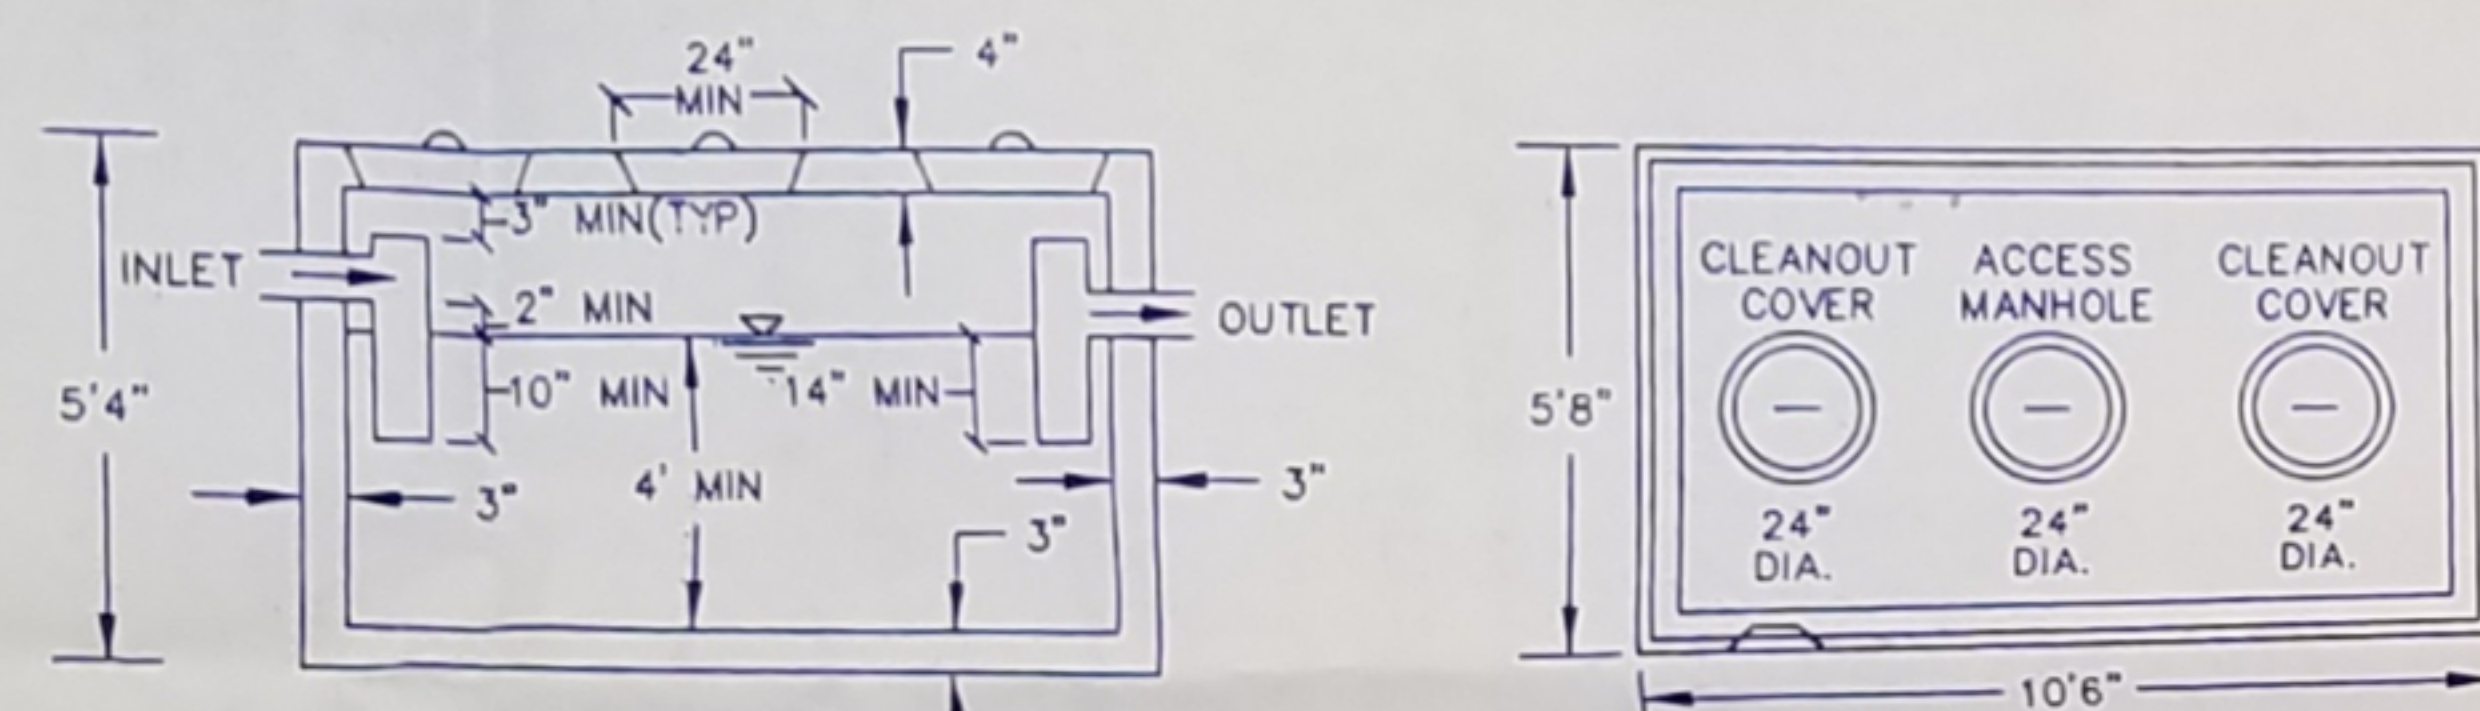 24"
MIN
4"
3" MIN(TYP)
INLET
2" MIN
OUTLET
5'4"
10" MIN
14" MIN
4' MIN
3"
3"
3"
CLEANOUT
COVER
ACCESS
MANHOLE
CLEANOUT
COVER
5'8"
24"
DIA.
24"
DIA.
24"
DIA.
10'6"